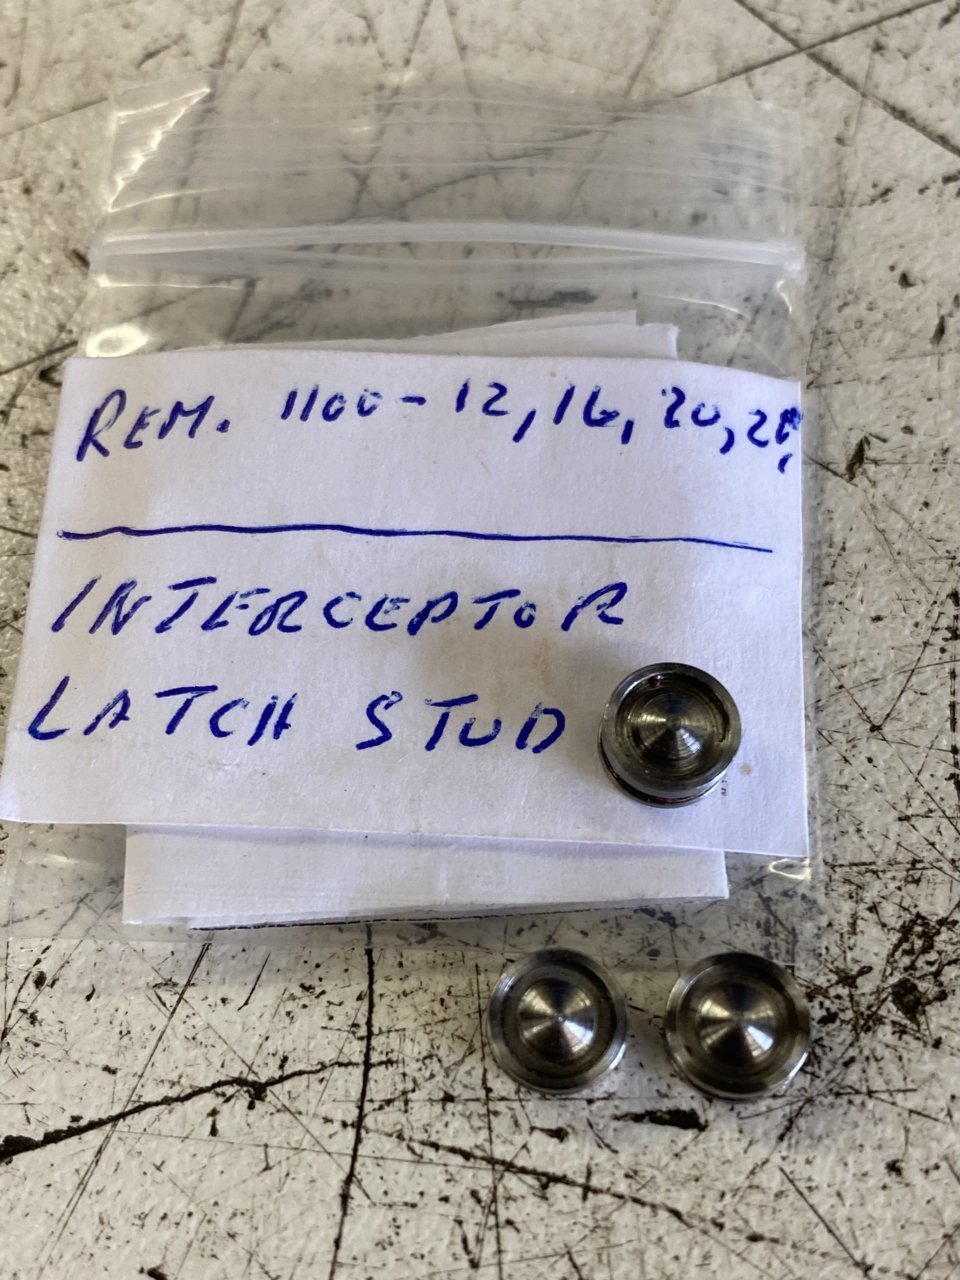 REM. 1100-12, 16, 20, 28,
INTERCEPTOR
LATCH STUD